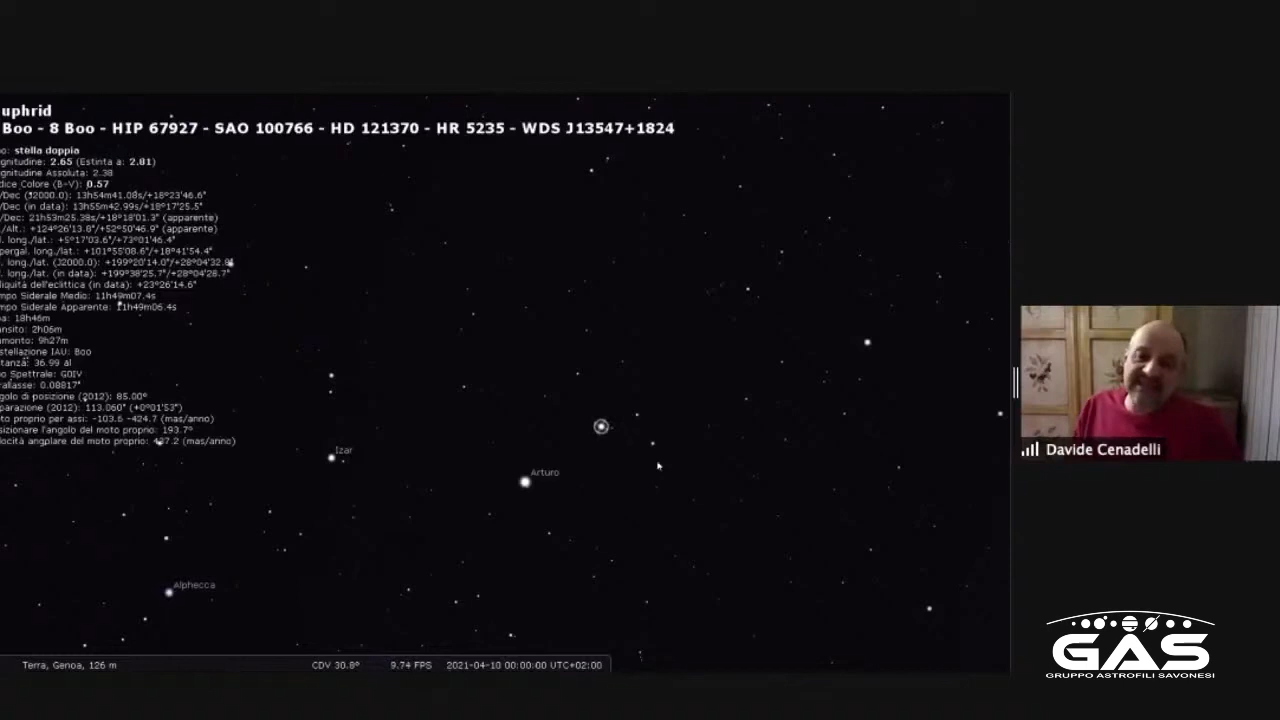 uphrid
Boo - 8 Boo - HIP 67927 - SAO 100766 - HD 121370 - HR 5235 - WDS J13547+1824
o: stella doppia
gnitudine: 2.65 (Estinta a: 2.81)
gnitudine Assoluta: 2.38
dice Colore (B-V): 0.57
/Dec (J2000.0): 13h54m41.08s/+18°23'46.6"
/Dec (in data): 13h55m42.99s/+18°17'25.5"
/Dec: 21h53m25.38s/+18°18'01.3" (apparente)
./Alt.: +124°26'13.8"/+52°50'46.9" (apparente)
l. long./lat.: +5°17'03.6"/+73°01'46.4"
pergal. long./lat.: +101°55'08.6"/+18°41'54.4"
. long./lat. (J2000.0): +199°20'14.0"/+28°04'32.8"
. long./lat. (in data): +199°38'25.7"/+28°04'28.7"
liquità dell'eclittica (in data): +23°26'14.6"
mpo Siderale Medio: 11h49m07.4s
mpo Siderale Apparente: 11h49m06.4s
ba: 18h46m
ansito: 2h06m
amonto: 9h27m
stellazione IAU: Boo
stanza: 36.99 al
o Spettrale: G0IV
rallasse: 0.08817"
golo di posizione (2012): 85.00°
parazione (2012): 113.060" (+0°01'53")
oto proprio per assi: -103.6 -424.7 (mas/anno)
sizionare l'angolo del moto proprio: 193.7°
locità angolare del moto proprio: 437.2 (mas/anno)
Izar
Arturo
Alphecca
Terra, Genoa, 126 m CDV 30.8° 9.74 FPS 2021-04-10 00:00:00 UTC+02:00
Davide Cenadelli
GAS
GRUPPO ASTROFILI SAVONESI